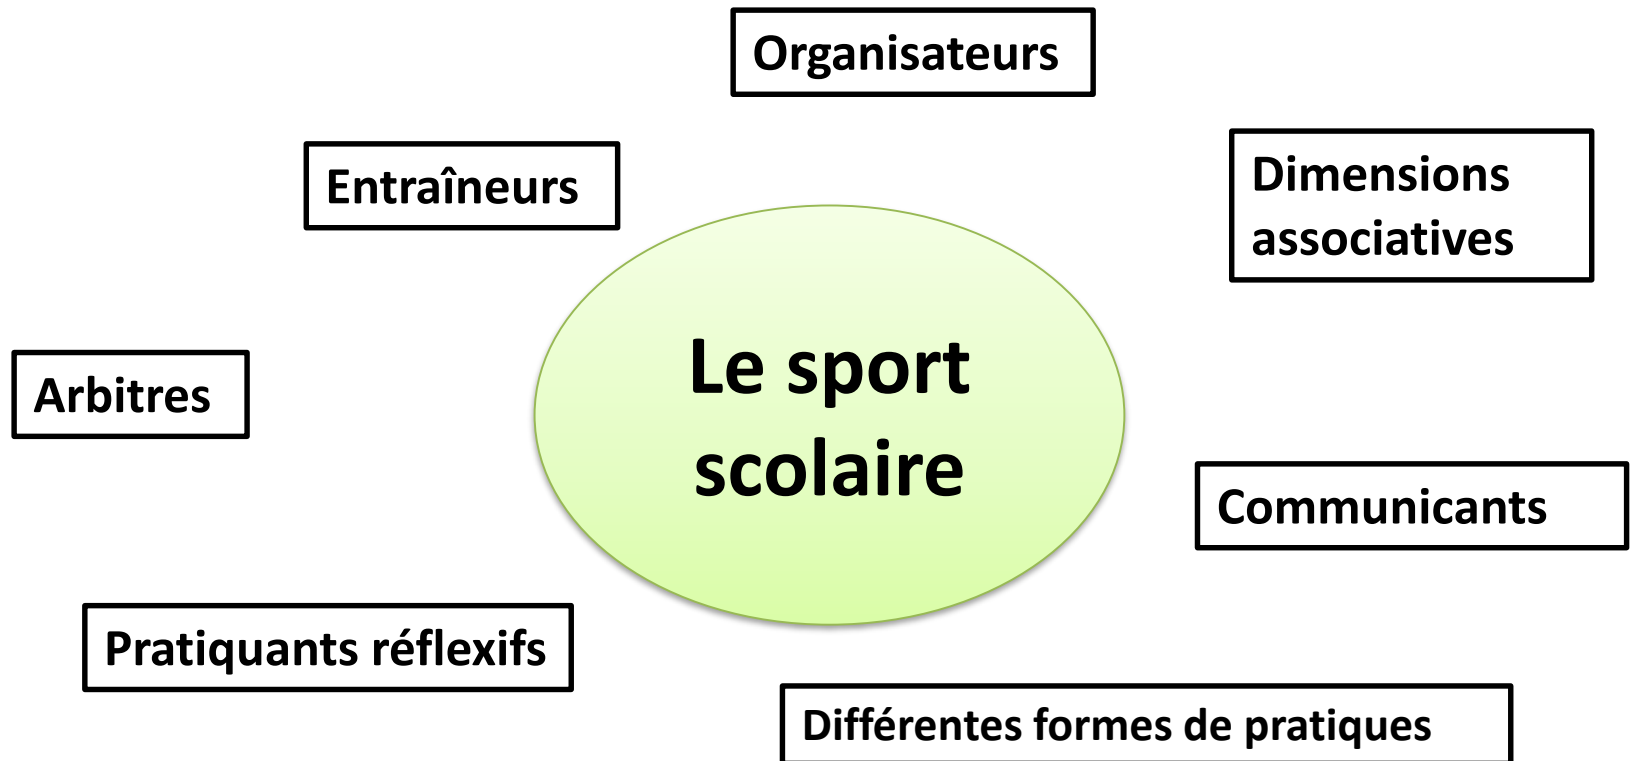 Organisateurs
Entraîneurs
Dimensions
associatives
Le sport
scolaire
Arbitres
Communicants
Pratiquants réflexifs
Différentes formes de pratiques